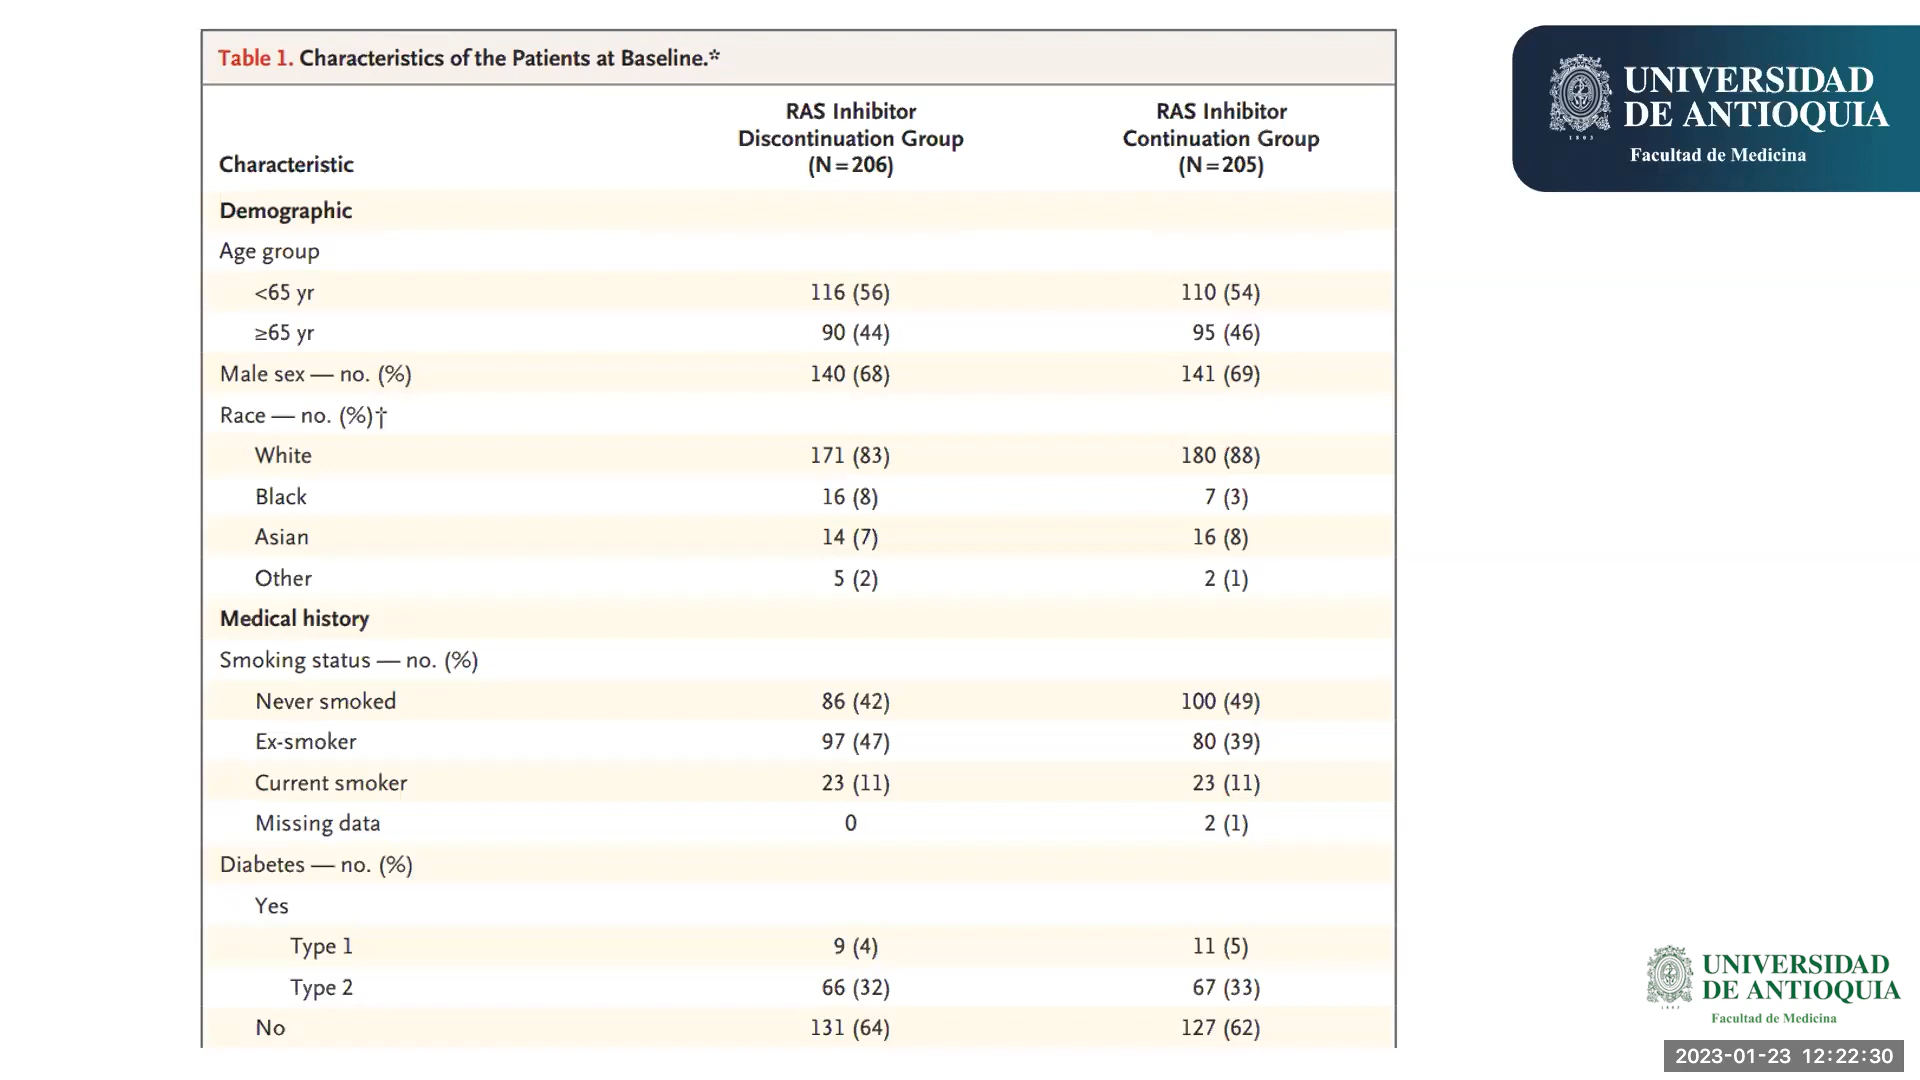 Table 1. Characteristics of the Patients at Baseline.*
Characteristic RAS Inhibitor Discontinuation Group (N=206) RAS Inhibitor Continuation Group (N=205)
Demographic
Age group
<65 yr 116 (56) 110 (54)
≥65 yr 90 (44) 95 (46)
Male sex — no. (%) 140 (68) 141 (69)
Race — no. (%)†
White 171 (83) 180 (88)
Black 16 (8) 7 (3)
Asian 14 (7) 16 (8)
Other 5 (2) 2 (1)
Medical history
Smoking status — no. (%)
Never smoked 86 (42) 100 (49)
Ex-smoker 97 (47) 80 (39)
Current smoker 23 (11) 23 (11)
Missing data 0 2 (1)
Diabetes — no. (%)
Yes
Type 1 9 (4) 11 (5)
Type 2 66 (32) 67 (33)
No 131 (64) 127 (62)
UNIVERSIDAD
DE ANTIOQUIA
1803
Facultad de Medicina
UNIVERSIDAD
DE ANTIOQUIA
Facultad de Medicina
2023-01-23 12:22:30